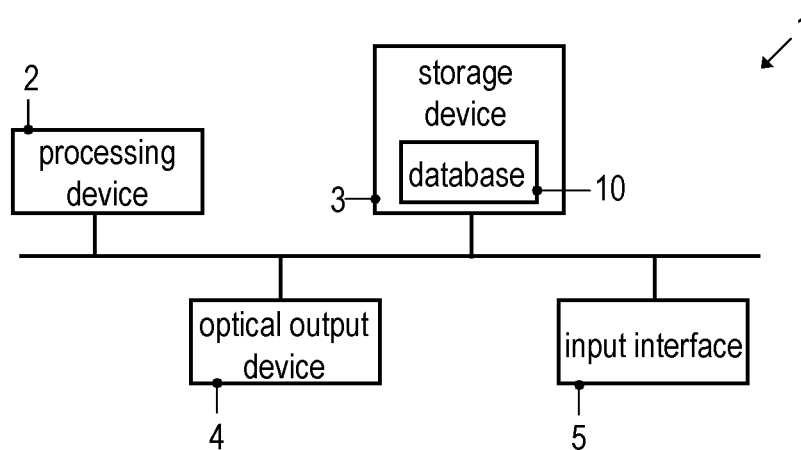 2
processing
device
storage
device
database
3
10
optical output
device
4
input interface
5